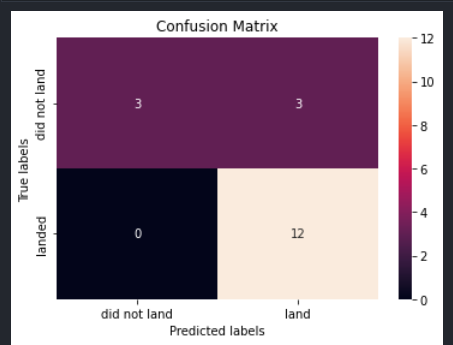 Confusion Matrix
did not land
landed
True labels
3
3
0
12
did not land
land
Predicted labels
12
10
8
6
4
2
0